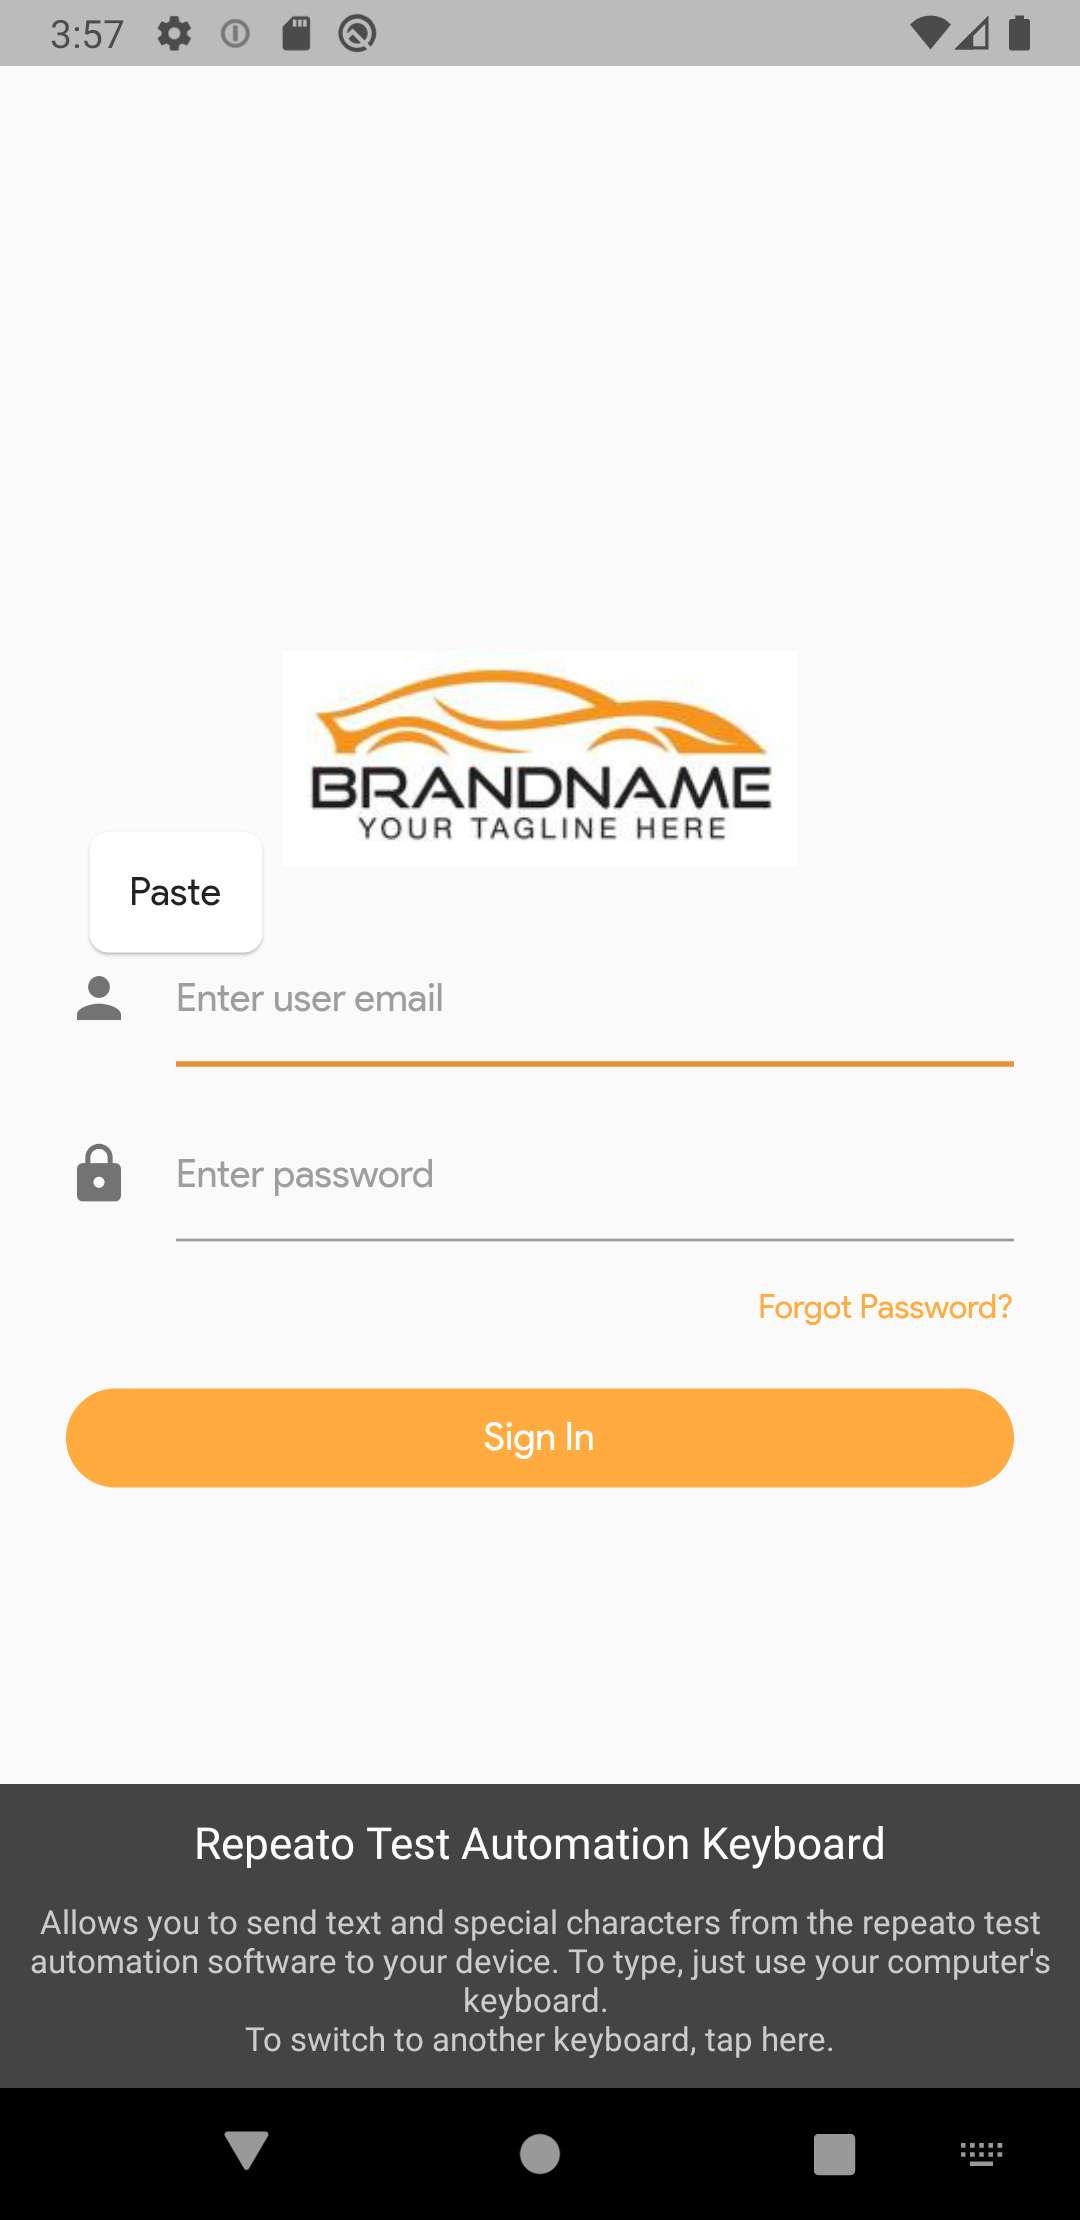 3:57
BRANDNAME
YOUR TAGLINE HERE
Paste
Enter user email
Enter password
Forgot Password?
Sign In
Repeato Test Automation Keyboard
Allows you to send text and special characters from the repeato test
automation software to your device. To type, just use your computer's
keyboard.
To switch to another keyboard, tap here.